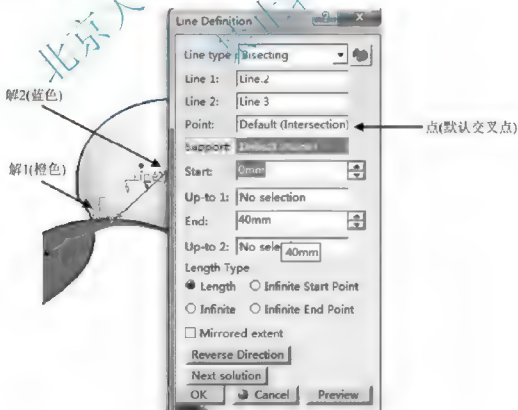 北京
Line Definition
Line type : Bisecting
Line 1: Line.2
解2(蓝色)
Line 2: Line 3
Point: Default (Intersection)
点(默认交叉点)
Support:
解1(橙色)
Start: 0mm
Up-to 1: No selection
End: 40mm
Up-to 2: No sele
40mm
Length Type
Length
Infinite Start Point
Infinite
Infinite End Point
Mirrored extent
Reverse Direction
Next solution
OK
Cancel
Preview